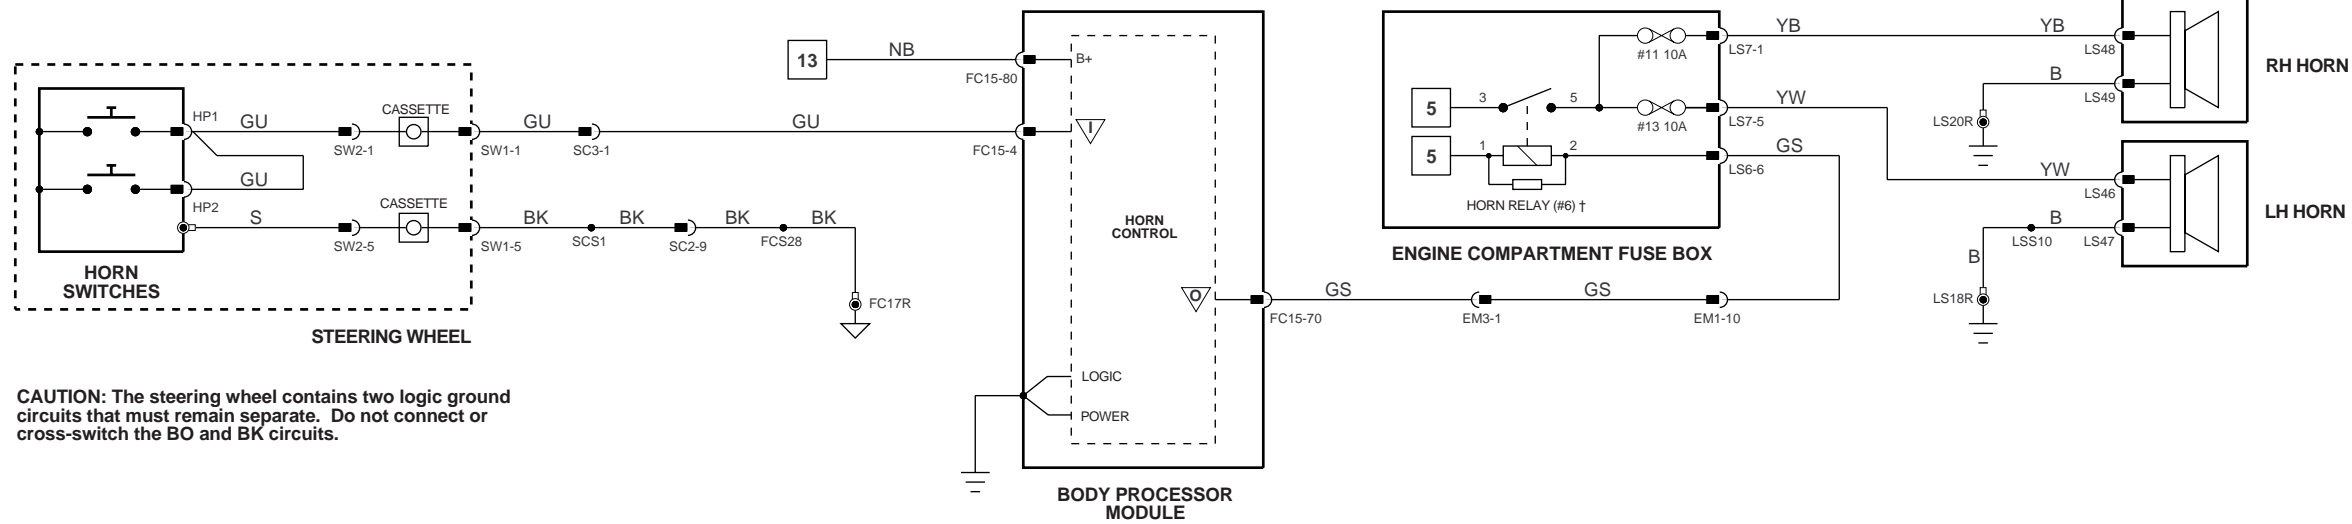 HP1
GU
GU
HP2
S
HORN
SWITCHES
SW2-1
CASSETTE
SW1-1
GU
SC3-1
GU
SW2-5
CASSETTE
SW1-5
BK
SCS1
BK
SC2-9
BK
FCS28
BK
FC17R
STEERING WHEEL
CAUTION: The steering wheel contains two logic ground
circuits that must remain separate. Do not connect or
cross-switch the BO and BK circuits.
13
NB
FC15-80
B+
FC15-4
I
HORN
CONTROL
O
FC15-70
LOGIC
POWER
BODY PROCESSOR
MODULE
GS
EM3-1
GS
EM1-10
5
3
5
#11 10A
LS7-1
#13 10A
LS7-5
5
1
2
LS6-6
HORN RELAY (#6) †
ENGINE COMPARTMENT FUSE BOX
YB
YB
LS48
B
LS49
LS20R
RH HORN
YW
GS
YW
LS46
B
LSS10
LS47
B
LS18R
LH HORN